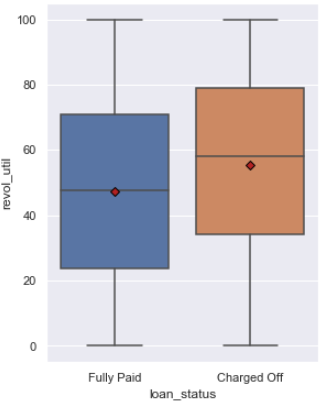 100
80
60
40
20
0
revol_util
Fully Paid
Charged Off
loan_status